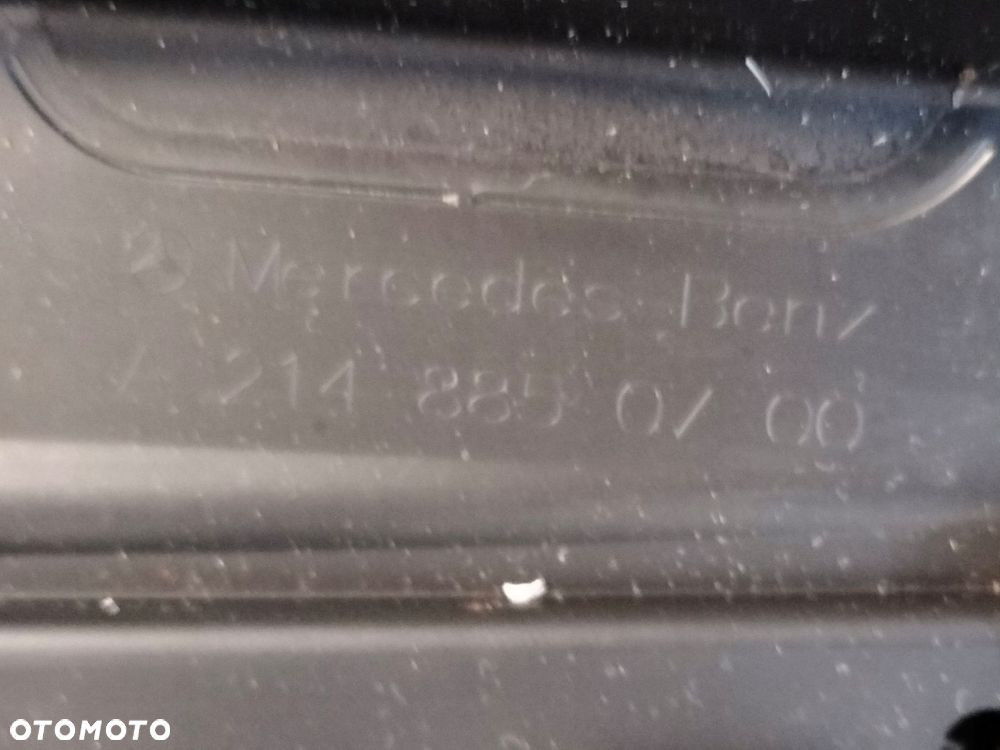 Mercedes-Benz
A 214 885 07 00
OTOMOTO